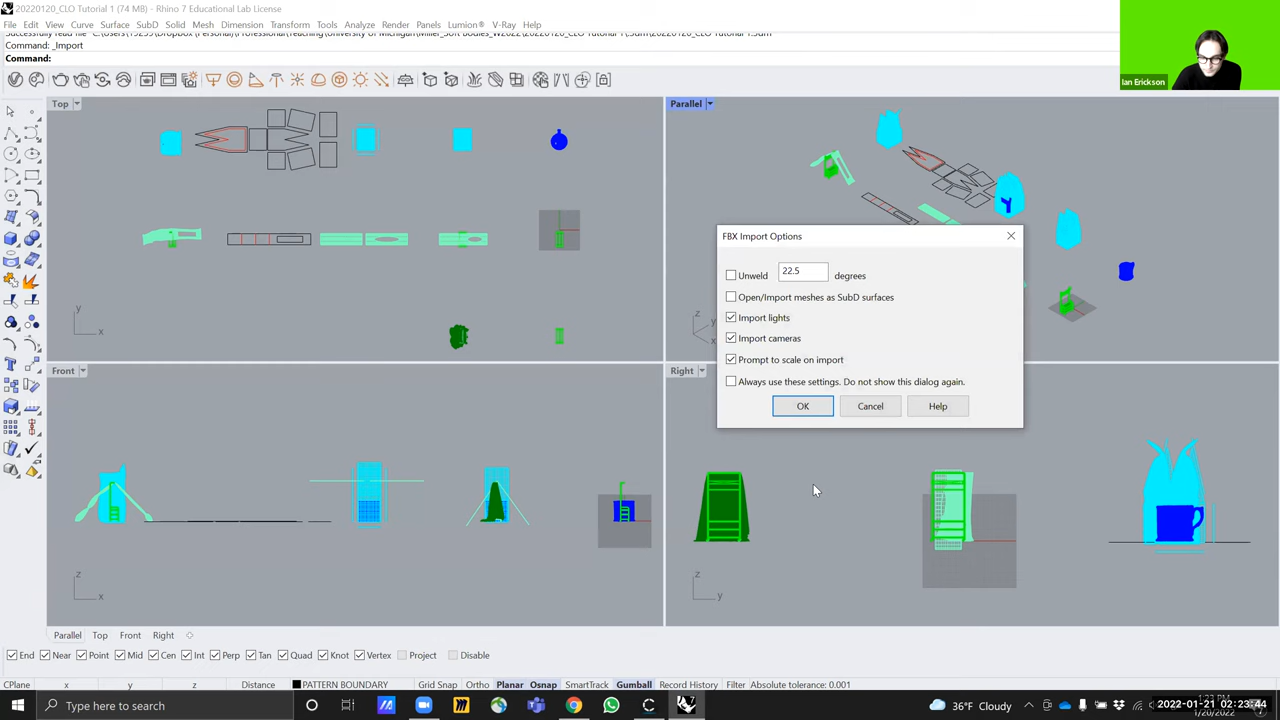 20220120_CLO Tutorial 1 (74 MB) - Rhino 7 Educational Lab License
File Edit View Curve Surface SubD Solid Mesh Dimension Transform Tools Analyze Render Panels Lumion® V-Ray Help
Command: _Import
Command:
Ian Erickson
Top
Parallel
FBX Import Options
Unweld 22.5 degrees
Open/Import meshes as SubD surfaces
Import lights
Import cameras
Prompt to scale on import
Always use these settings. Do not show this dialog again.
OK Cancel Help
y
x
z
y
Front
Right
z
x
z
y
Parallel Top Front Right
End Near Point Mid Cen Int Perp Tan Quad Knot Vertex Project Disable
CPlane x y z Distance PATTERN BOUNDARY Grid Snap Ortho Planar Osnap SmartTrack Gumball Record History Filter Absolute tolerance: 0.001
Type here to search
36°F Cloudy
2022-01-21 02:23:44